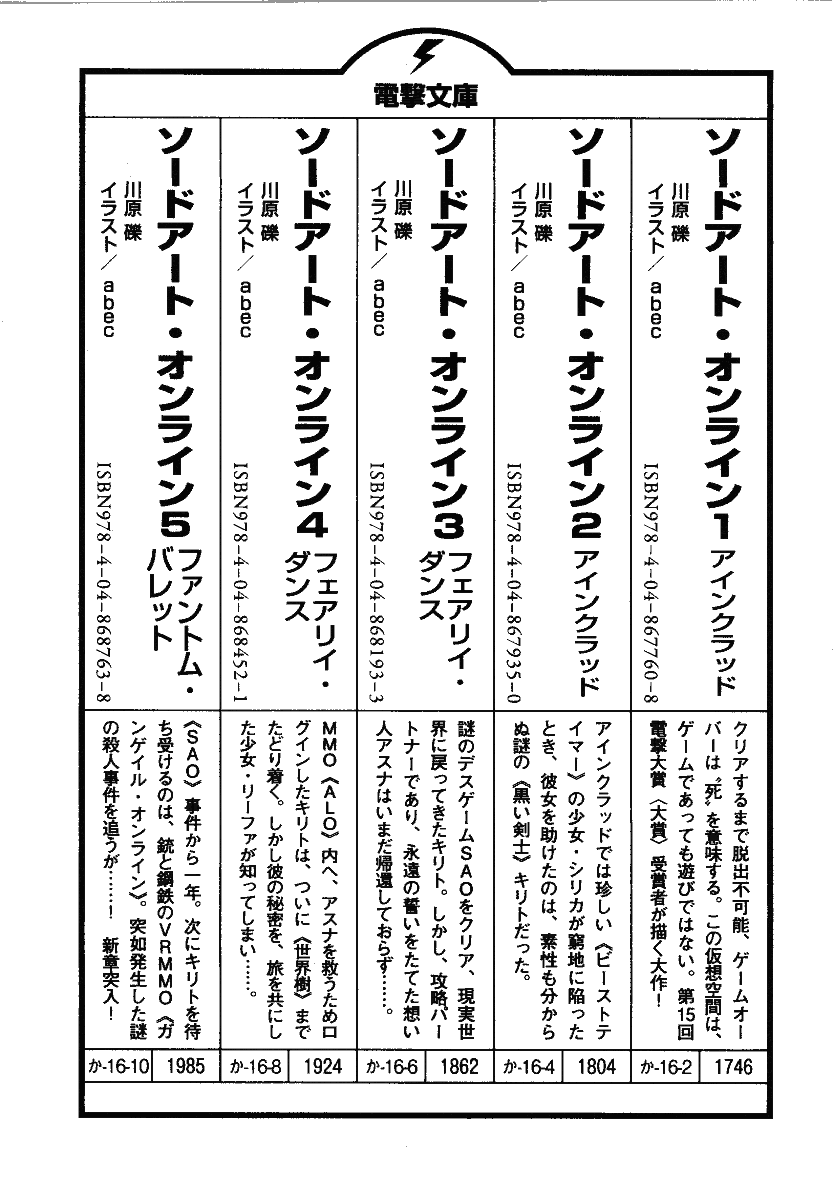 電撃文庫
ソードアート・オンライン1 アインクラッド
川原 礫
イラスト/abec
ISBN978-4-04-867760-8
クリアするまで脱出不可能、ゲームオー
バーは〝死〟を意味する。この仮想空間は、
ゲームであっても遊びではない。第15回
電撃大賞〈大賞〉受賞者が描く大作！
か-16-2
1746
ソードアート・オンライン2 アインクラッド
川原 礫
イラスト/abec
ISBN978-4-04-867935-0
アインクラッドでは珍しい《ビーストテ
イマー》の少女・シリカが窮地に陥った
とき、彼女を助けたのは、素性も分から
ぬ謎の《黒い剣士》キリトだった。
か-16-4
1804
ソードアート・オンライン3 フェアリィ・
ダンス
川原 礫
イラスト/abec
ISBN978-4-04-868193-3
謎のデスゲームSAOをクリア、現実世
界に戻ってきたキリト。しかし、攻略パー
トナーであり、永遠の誓いをたてた想い
人アスナはいまだ帰還しておらず……。
か-16-6
1862
ソードアート・オンライン4 フェアリィ・
ダンス
川原 礫
イラスト/abec
ISBN978-4-04-868452-1
MMO《ALO》内へ、アスナを救うためロ
グインしたキリトは、ついに《世界樹》まで
たどり着く。しかし彼の秘密を、旅を共にし
た少女・リーファが知ってしまい……。
か-16-8
1924
ソードアート・オンライン5 ファントム・
バレット
川原 礫
イラスト/abec
ISBN978-4-04-868763-8
《SAO》事件から一年。次にキリトを待
ち受けるのは、銃と鋼鉄のVRMMO《ガ
ンゲイル・オンライン》。突如発生した謎
の殺人事件を追うが……！　新章突入！
か-16-10
1985